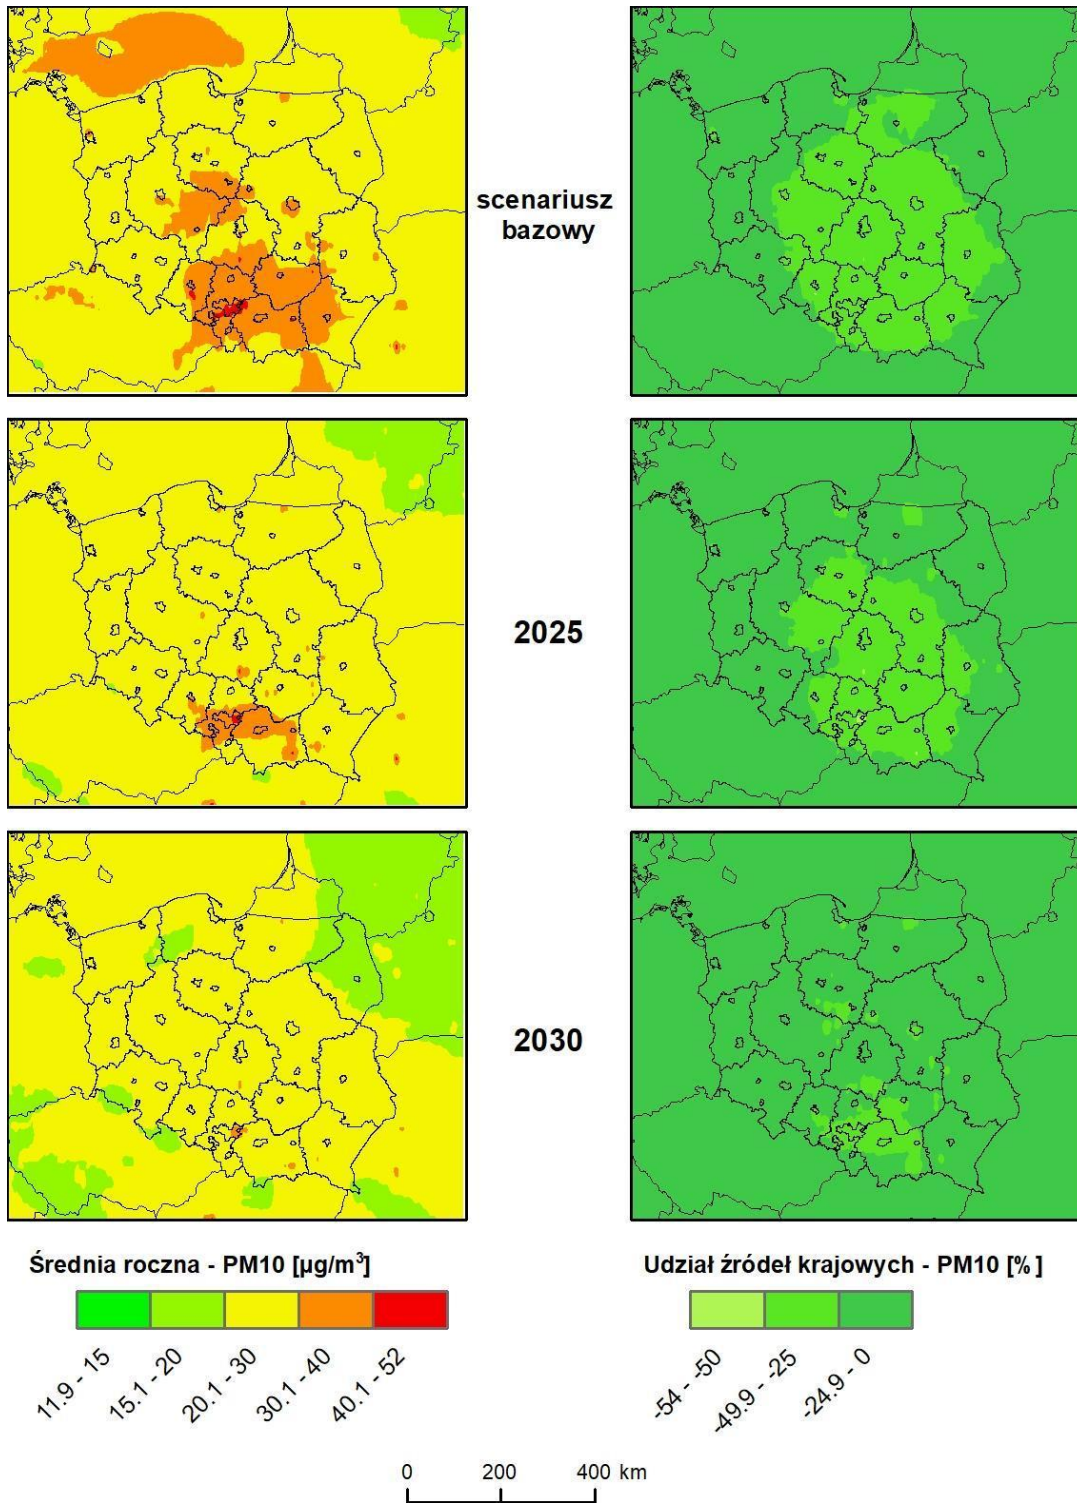 scenariusz
bazowy
2025
2030
Średnia roczna - PM10 [µg/m³]
11.9 - 15
15.1 - 20
20.1 - 30
30.1 - 40
40.1 - 52
Udział źródeł krajowych - PM10 [%]
-54 - -50
-49.9 - -25
-24.9 - 0
0 200 400 km